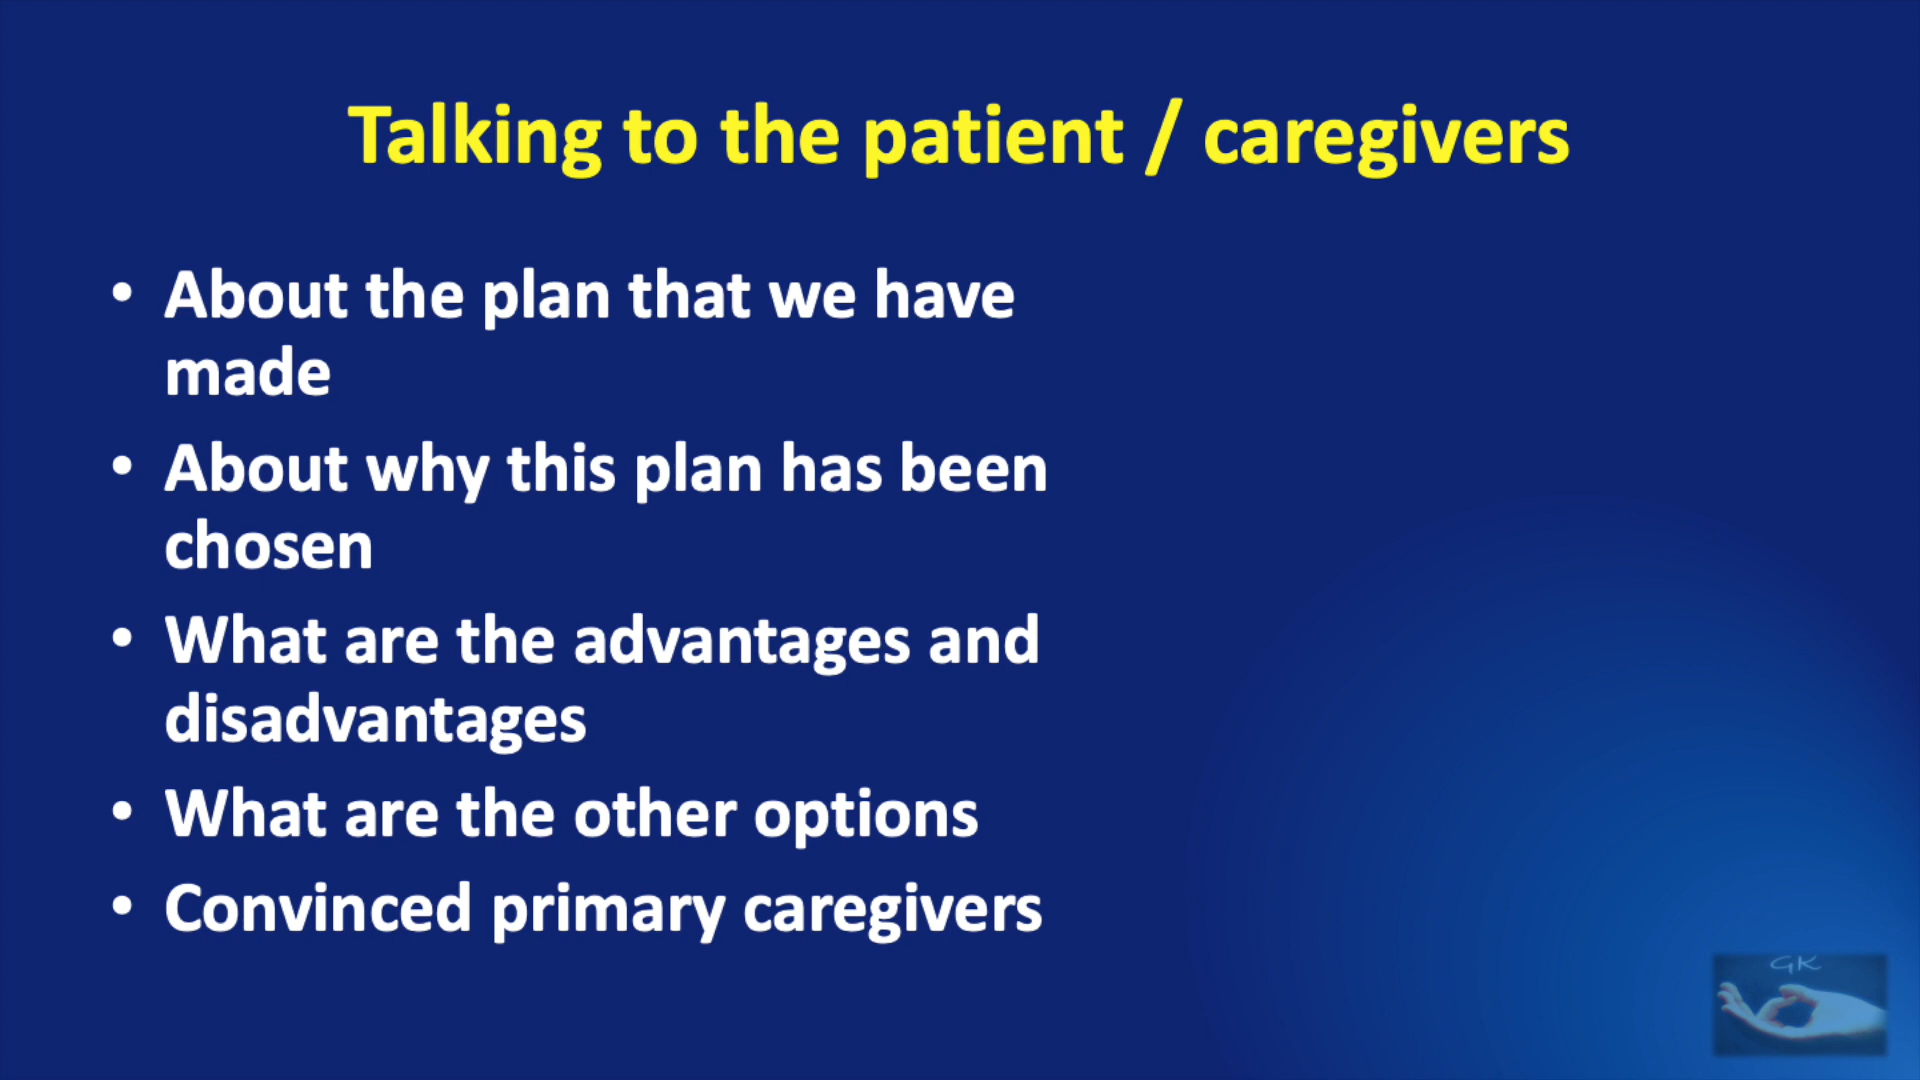 Talking to the patient / caregivers
• About the plan that we have
made
• About why this plan has been
chosen
• What are the advantages and
disadvantages
• What are the other options
• Convinced primary caregivers
GK